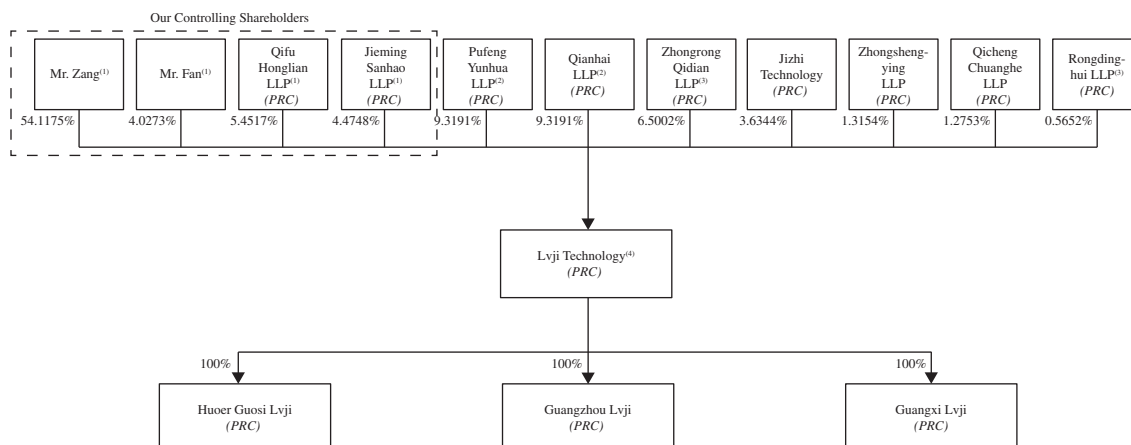 Our Controlling Shareholders
Mr. Zang(1)
Mr. Fan(1)
Qifu
Honglian
LLP(1)
(PRC)
Jieming
Sanhao
LLP(1)
(PRC)
Pufeng
Yunhua
LLP(2)
(PRC)
Qianhai
LLP(2)
(PRC)
Zhongrong
Qidian
LLP(3)
(PRC)
Jizhi
Technology
(PRC)
Zhongsheng-
ying
LLP
(PRC)
Qicheng
Chuanghe
LLP
(PRC)
Rongding-
hui LLP(3)
(PRC)
54.1175%
4.0273%
5.4517%
4.4748%
9.3191%
9.3191%
6.5002%
3.6344%
1.3154%
1.2753%
0.5652%
Lvji Technology(4)
(PRC)
100%
100%
100%
Huoer Guosi Lvji
(PRC)
Guangzhou Lvji
(PRC)
Guangxi Lvji
(PRC)